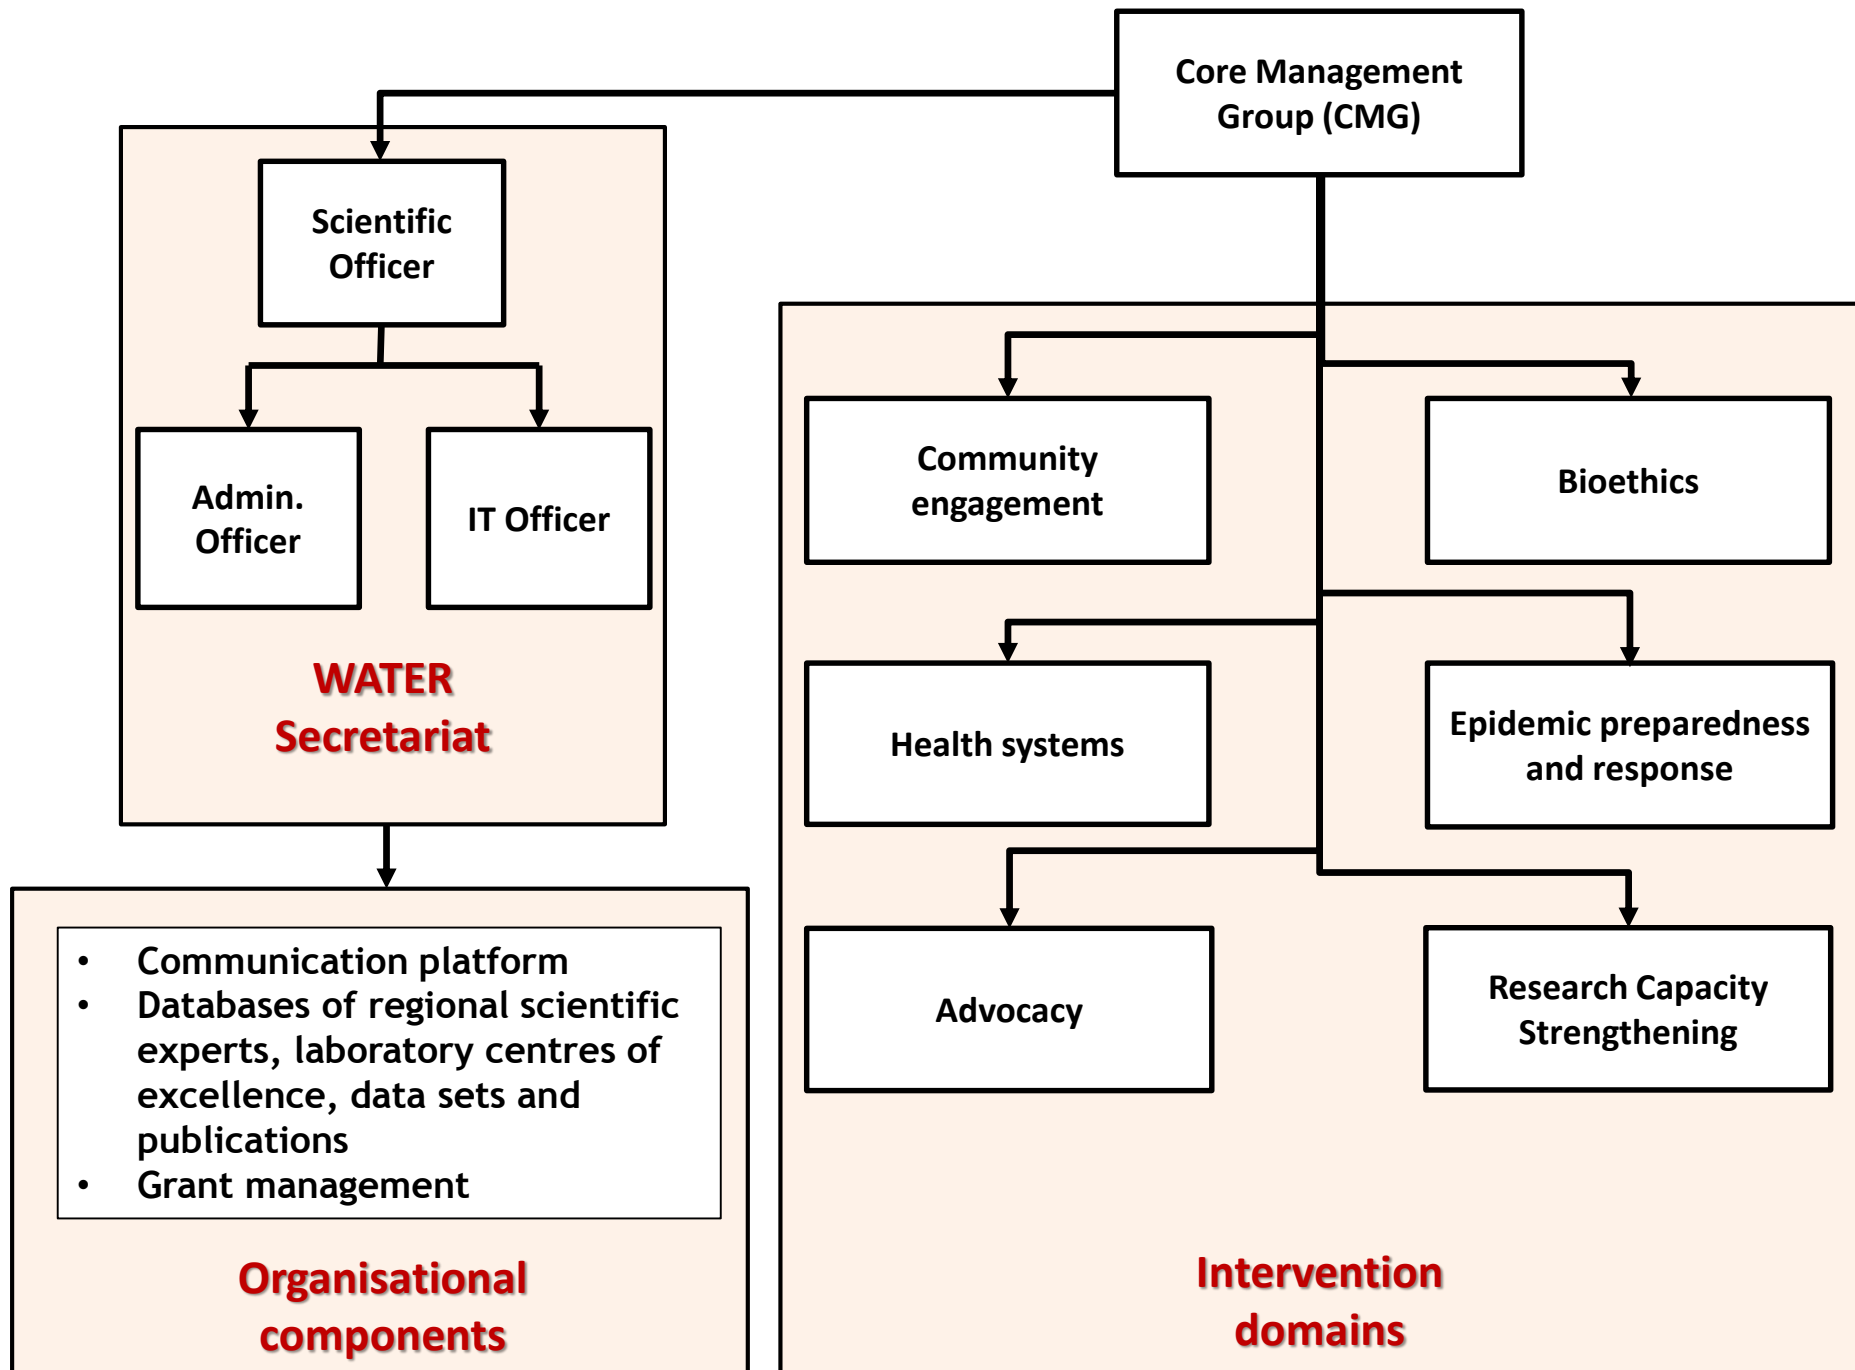 Core Management
Group (CMG)
Scientific
Officer
Admin.
Officer
IT Officer
WATER
Secretariat
• Communication platform
• Databases of regional scientific
experts, laboratory centres of
excellence, data sets and
publications
• Grant management
Organisational
components
Community
engagement
Bioethics
Health systems
Epidemic preparedness
and response
Advocacy
Research Capacity
Strengthening
Intervention
domains